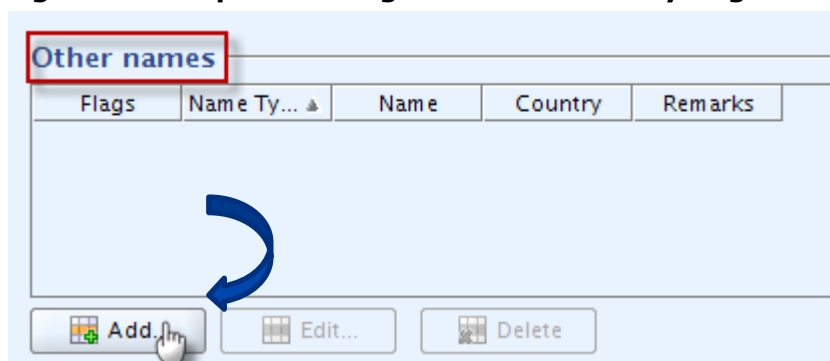 Other names
Flags Name Ty... Name Country Remarks
Add... Edit... Delete